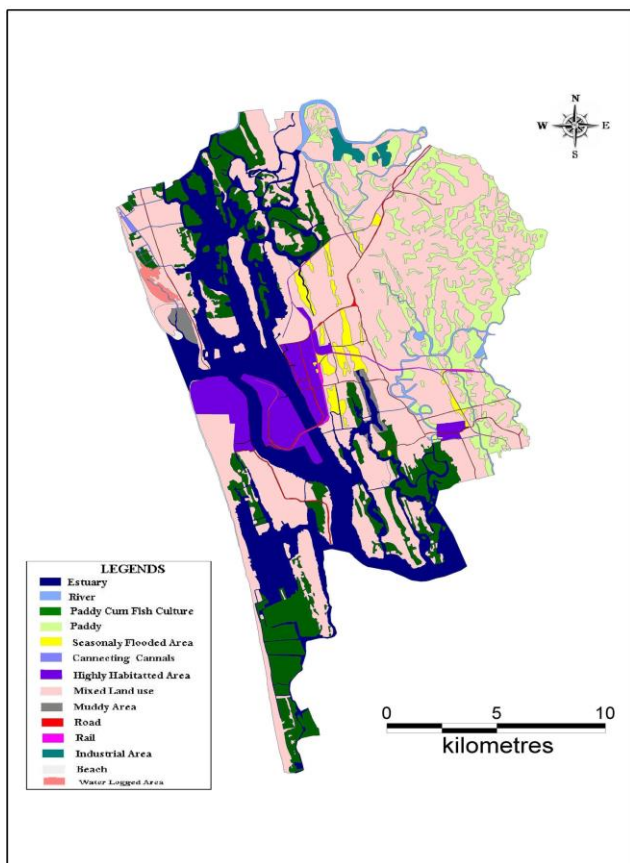 N
W E
S
LEGENDS
Estuary
River
Paddy Cum Fish Culture
Paddy
Seasonaly Flooded Area
Cannecting Cannals
Highly Habitatted Area
Mixed Land use
Muddy Area
Road
Rail
Industrial Area
Beach
Water Logged Area
0 5 10
kilometres